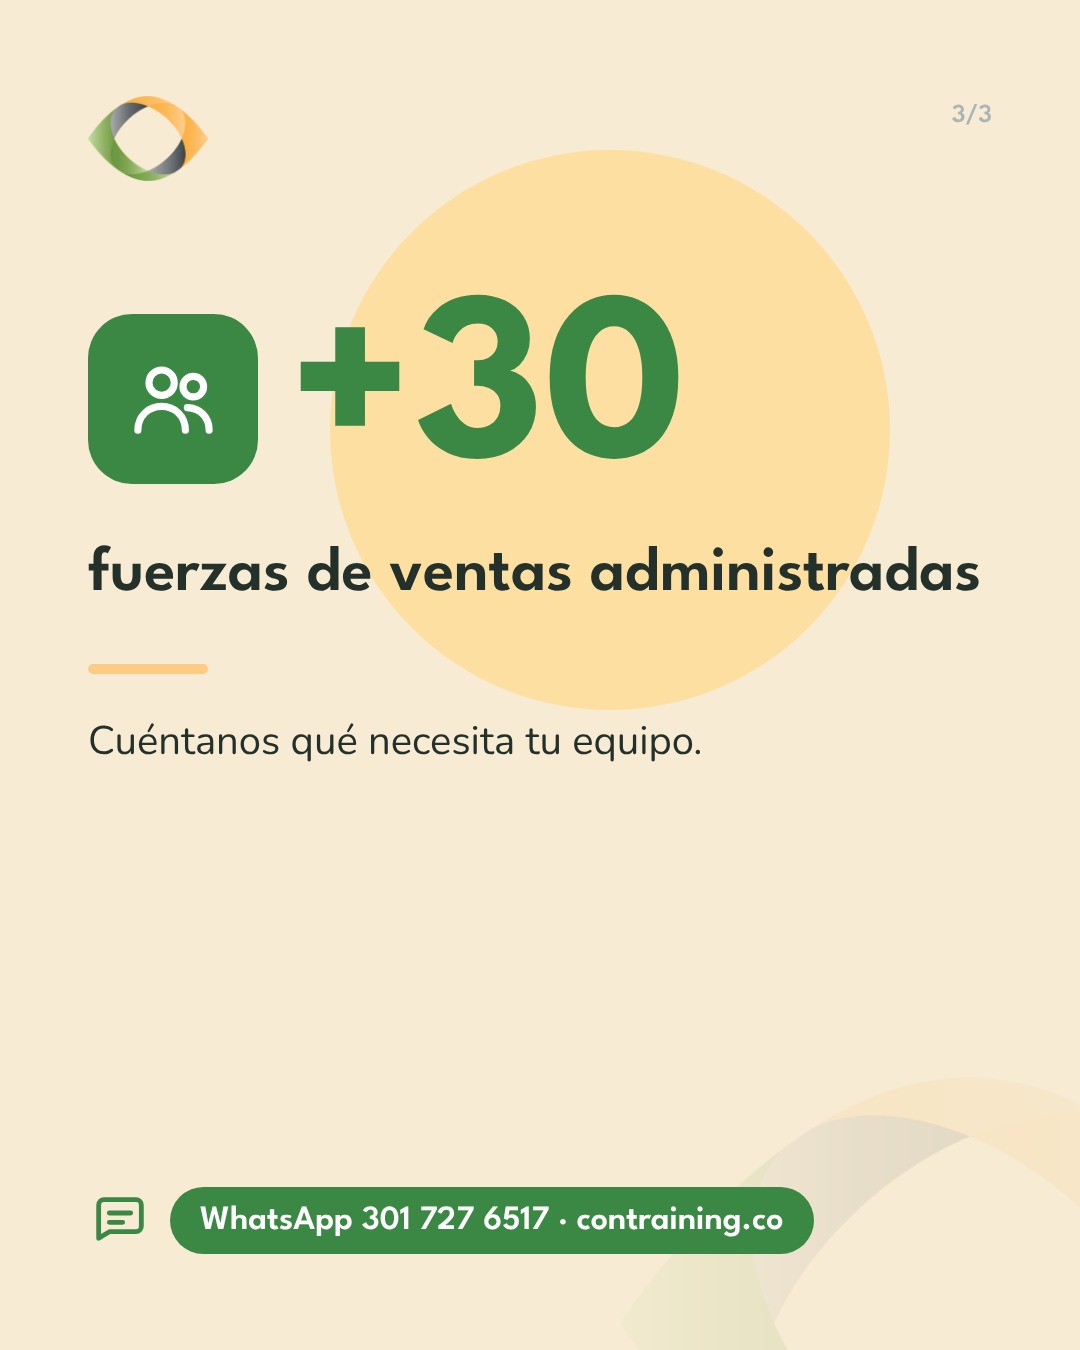 3/3
+30
fuerzas de ventas administradas
Cuéntanos qué necesita tu equipo.
WhatsApp 301 727 6517 · contraining.co